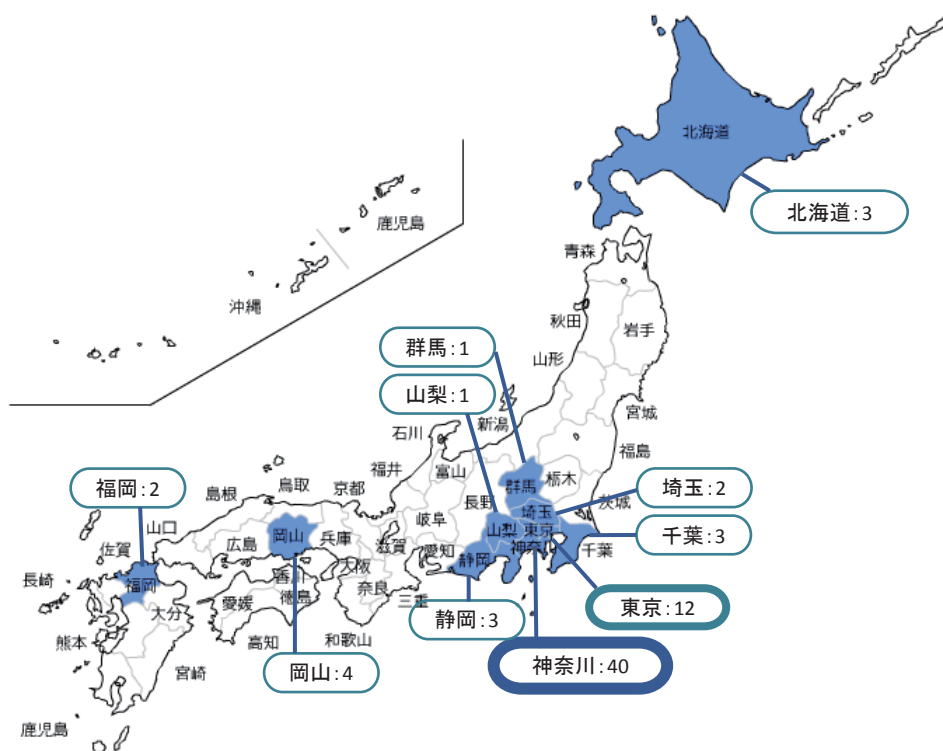 北海道
北海道:3
鹿児島
沖縄
青森
秋田
岩手
群馬:1
山形
山梨:1
宮城
新潟
石川
福島
福井
富山
栃木
福岡:2
鳥取
島根
京都
長野
群馬
埼玉:2
茨城
山口
岐阜
埼玉
広島
岡山
兵庫
滋賀
愛知
山梨
東京
千葉
千葉:3
佐賀
神奈川
静岡
長崎
福岡
香川
大阪
愛媛
徳島
奈良
三重
大分
静岡:3
東京:12
熊本
高知
和歌山
宮崎
岡山:4
神奈川:40
鹿児島